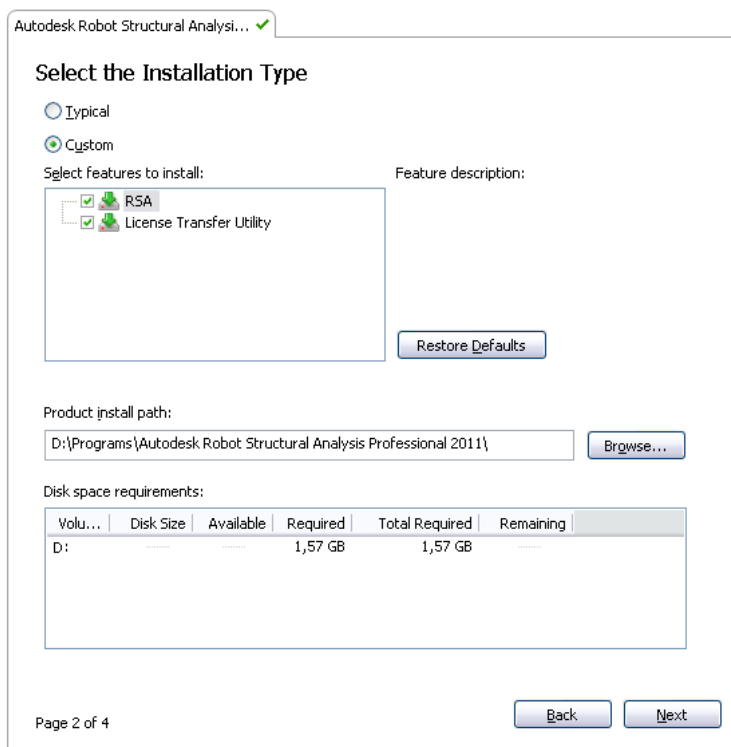 Autodesk Robot Structural Analysi...
Select the Installation Type
Typical
Custom
Select features to install:
Feature description:
RSA
License Transfer Utility
Restore Defaults
Product install path:
D:\Programs\Autodesk Robot Structural Analysis Professional 2011\
Browse...
Disk space requirements:
Volu... Disk Size Available Required Total Required Remaining
D: 1,57 GB 1,57 GB
Page 2 of 4
Back Next